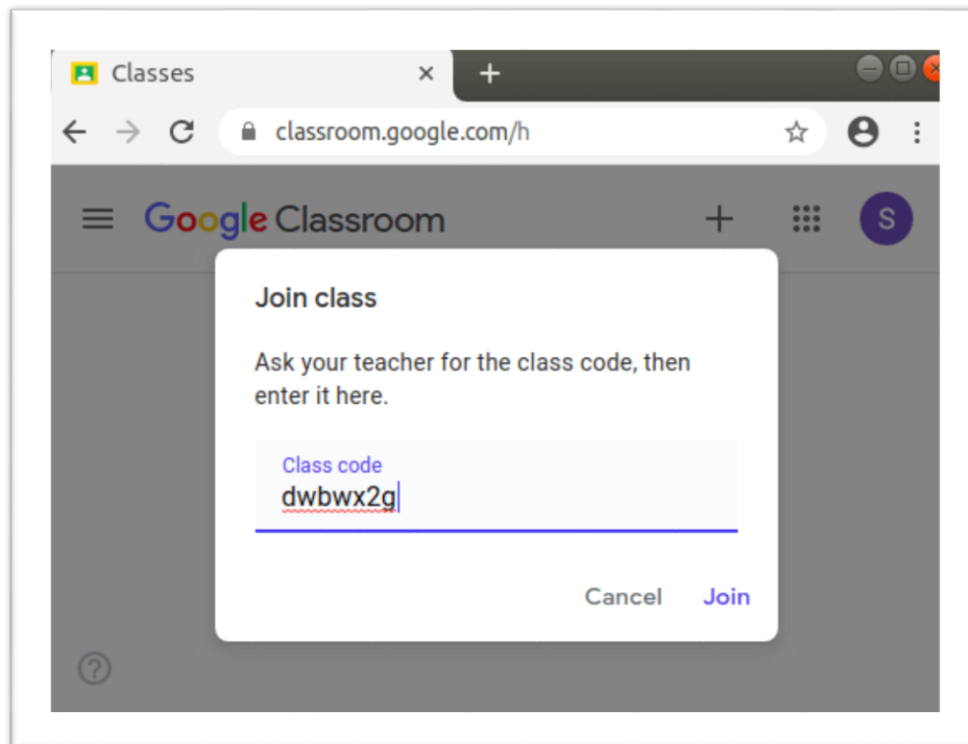 Classes
classroom.google.com/h
Google Classroom
S
Join class
Ask your teacher for the class code, then
enter it here.
Class code
dwbwx2g
Cancel Join